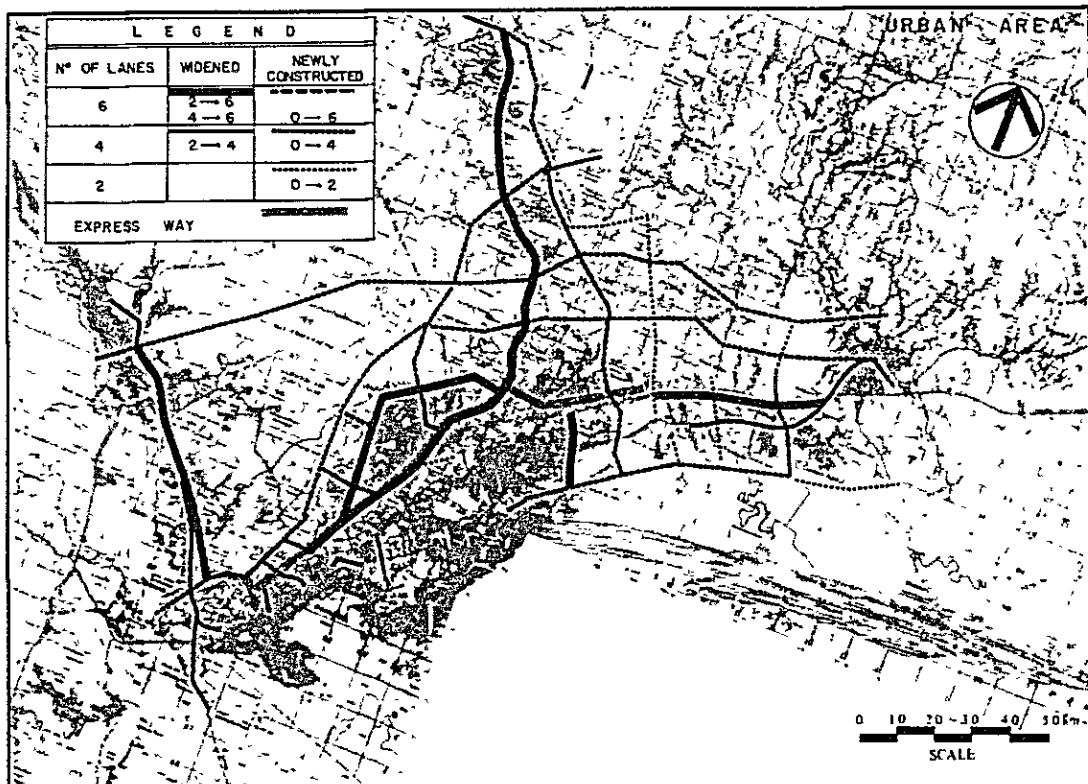 URBAN AREA
L E G E N D
Nº OF LANES WIDENED NEWLY CONSTRUCTED
6 2→6 4→6 0→6
4 2→4 0→4
2 0→2
EXPRESS WAY
0 10 20 30 40 50Km
SCALE